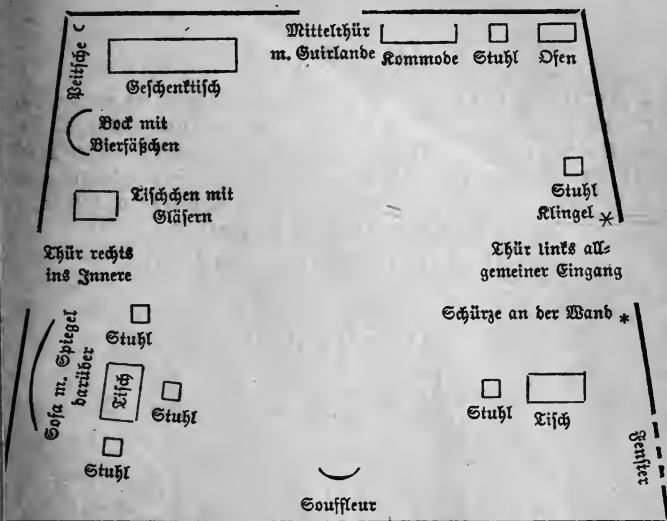 Mittelthür
m. Guirlande
Kommode
Stuhl
Ofen
Peitsche
Geschenktisch
Bock mit
Bierfäßchen
Stuhl
Klingel
Tischchen mit
Gläsern
Thür rechts
ins Innere
Thür links all=
gemeiner Eingang
Schürze an der Wand
Sofa m. Spiegel
darüber
Stuhl
Tisch
Stuhl
Stuhl
Stuhl
Tisch
Fenster
Souffleur